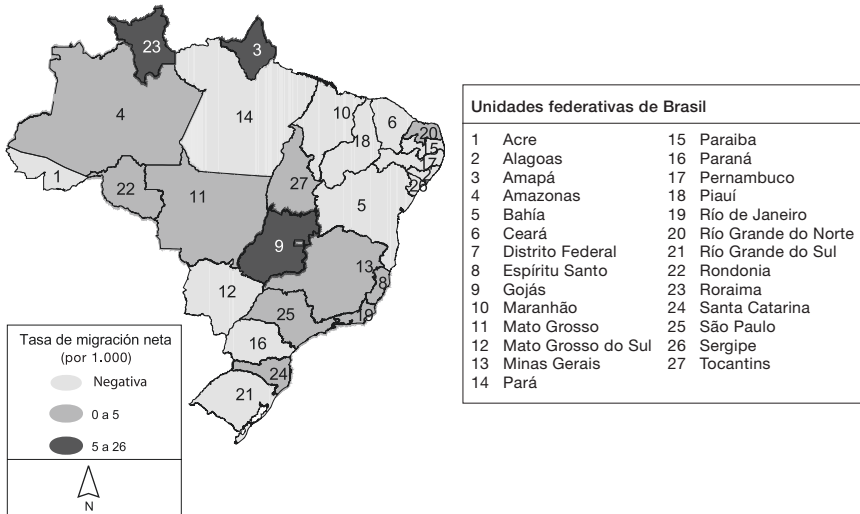 23
3
4
14
10
6
20
15
17
18
26
1
22
11
27
5
9
13
8
12
25
19
16
24
21
Tasa de migración neta
(por 1.000)
Negativa
0 a 5
5 a 26
N
Unidades federativas de Brasil
1 Acre
2 Alagoas
3 Amapá
4 Amazonas
5 Bahía
6 Ceará
7 Distrito Federal
8 Espíritu Santo
9 Gojás
10 Maranhão
11 Mato Grosso
12 Mato Grosso do Sul
13 Minas Gerais
14 Pará
15 Paraiba
16 Paraná
17 Pernambuco
18 Piauí
19 Río de Janeiro
20 Río Grande do Norte
21 Río Grande do Sul
22 Rondonia
23 Roraima
24 Santa Catarina
25 São Paulo
26 Sergipe
27 Tocantins